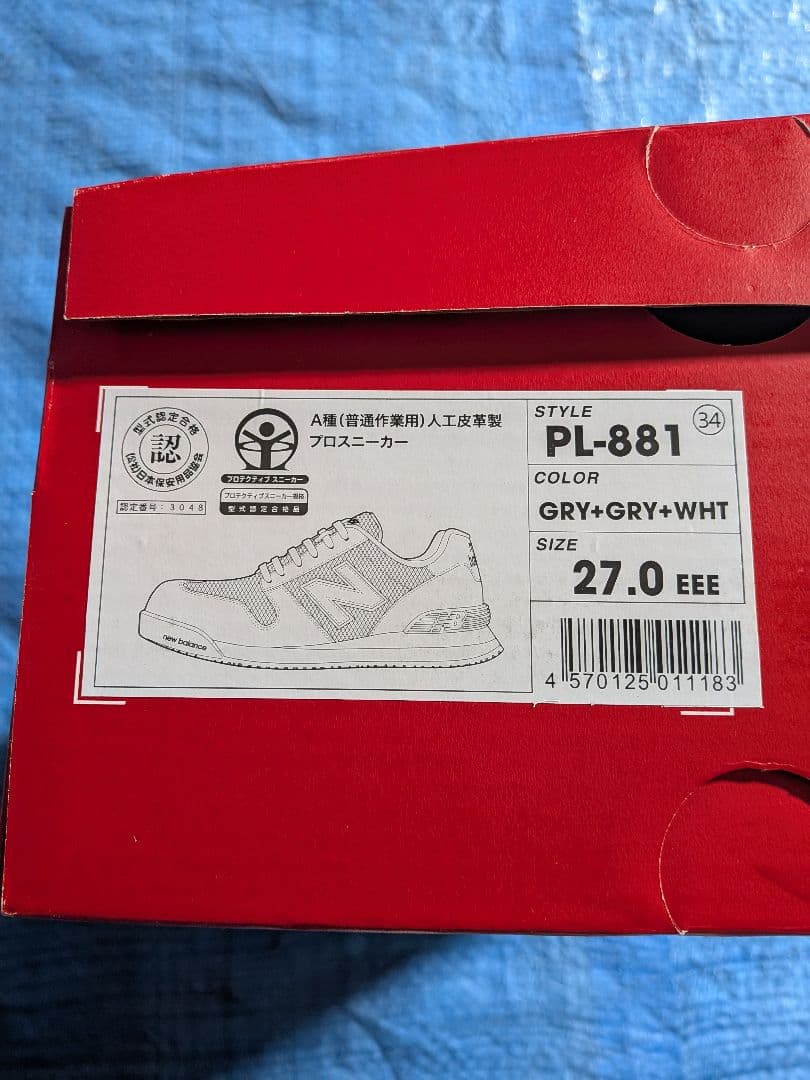 型式認定合格
認
(公社)日本保安用品協会
認定番号：3048
プロテクティブ スニーカー
プロテクティブスニーカー規格
型式認定合格品
A種(普通作業用)人工皮革製
プロスニーカー
new balance
STYLE
PL-881
34
COLOR
GRY+GRY+WHT
SIZE
27.0 EEE
4 570125 011183